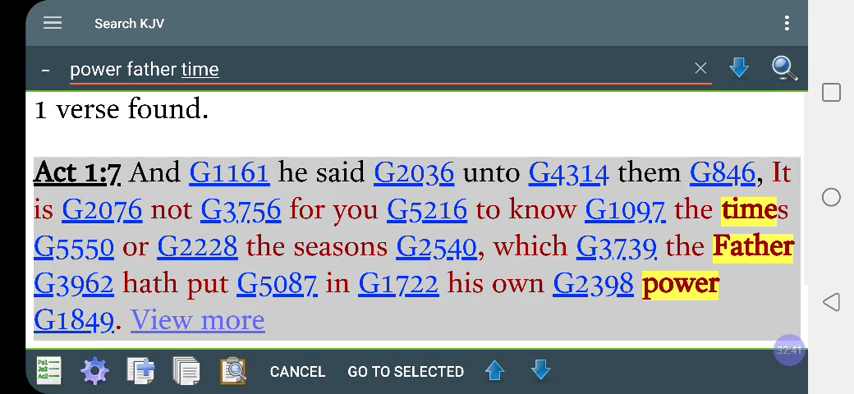 Search KJV
- power father time
1 verse found.
Act 1:7 And G1161 he said G2036 unto G4314 them G846, It
is G2076 not G3756 for you G5216 to know G1097 the times
G5550 or G2228 the seasons G2540, which G3739 the Father
G3962 hath put G5087 in G1722 his own G2398 power
G1849. View more
32:41
CANCEL GO TO SELECTED